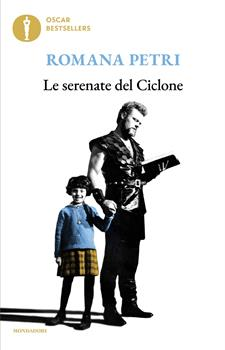 OSCAR
BESTSELLERS
ROMANA PETRI
Le serenate del Ciclone
MONDADORI